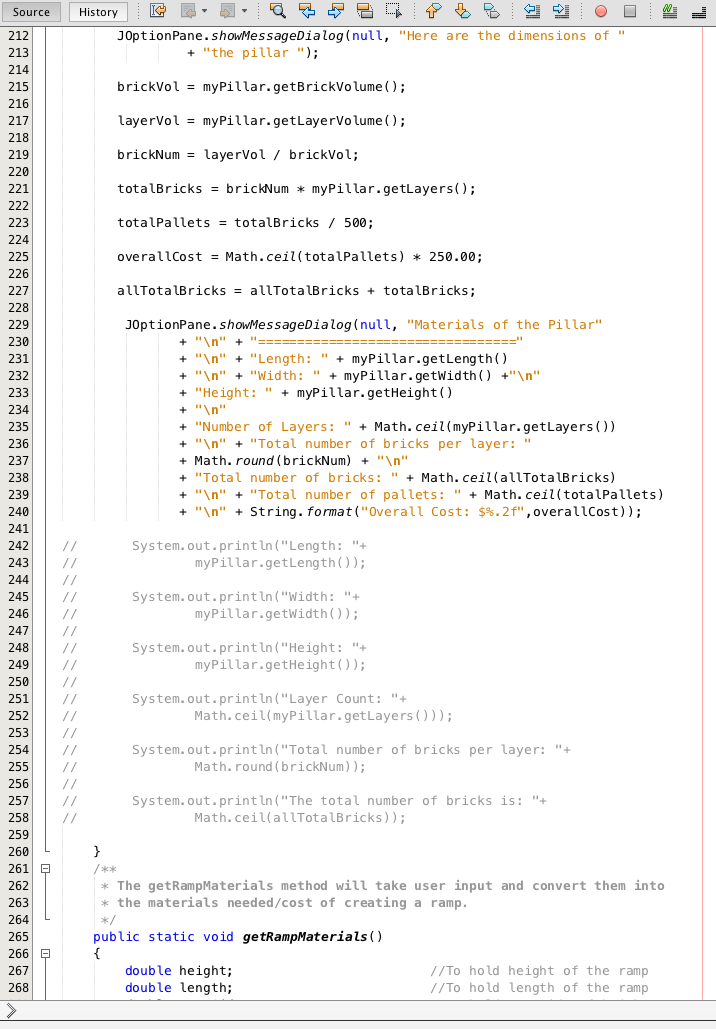 Source History
212 JOptionPane.showMessageDialog(null, "Here are the dimensions of "
213 + "the pillar ");
214
215 brickVol = myPillar.getBrickVolume();
216
217 layerVol = myPillar.getLayerVolume();
218
219 brickNum = layerVol / brickVol;
220
221 totalBricks = brickNum * myPillar.getLayers();
222
223 totalPallets = totalBricks / 500;
224
225 overallCost = Math.ceil(totalPallets) * 250.00;
226
227 allTotalBricks = allTotalBricks + totalBricks;
228
229 JOptionPane.showMessageDialog(null, "Materials of the Pillar"
230 + "\n" + "================================="
231 + "\n" + "Length: " + myPillar.getLength()
232 + "\n" + "Width: " + myPillar.getWidth() +"\n"
233 + "Height: " + myPillar.getHeight()
234 + "\n"
235 + "Number of Layers: " + Math.ceil(myPillar.getLayers())
236 + "\n" + "Total number of bricks per layer: "
237 + Math.round(brickNum) + "\n"
238 + "Total number of bricks: " + Math.ceil(allTotalBricks)
239 + "\n" + "Total number of pallets: " + Math.ceil(totalPallets)
240 + "\n" + String.format("Overall Cost: $%.2f",overallCost));
241
242 // System.out.println("Length: "+
243 // myPillar.getLength());
244 //
245 // System.out.println("Width: "+
246 // myPillar.getWidth());
247 //
248 // System.out.println("Height: "+
249 // myPillar.getHeight());
250 //
251 // System.out.println("Layer Count: "+
252 // Math.ceil(myPillar.getLayers()));
253 //
254 // System.out.println("Total number of bricks per layer: "+
255 // Math.round(brickNum));
256 //
257 // System.out.println("The total number of bricks is: "+
258 // Math.ceil(allTotalBricks));
259
260 }
261 /**
262 * The getRampMaterials method will take user input and convert them into
263 * the materials needed/cost of creating a ramp.
264 */
265 public static void getRampMaterials()
266 {
267 double height; //To hold height of the ramp
268 double length; //To hold length of the ramp